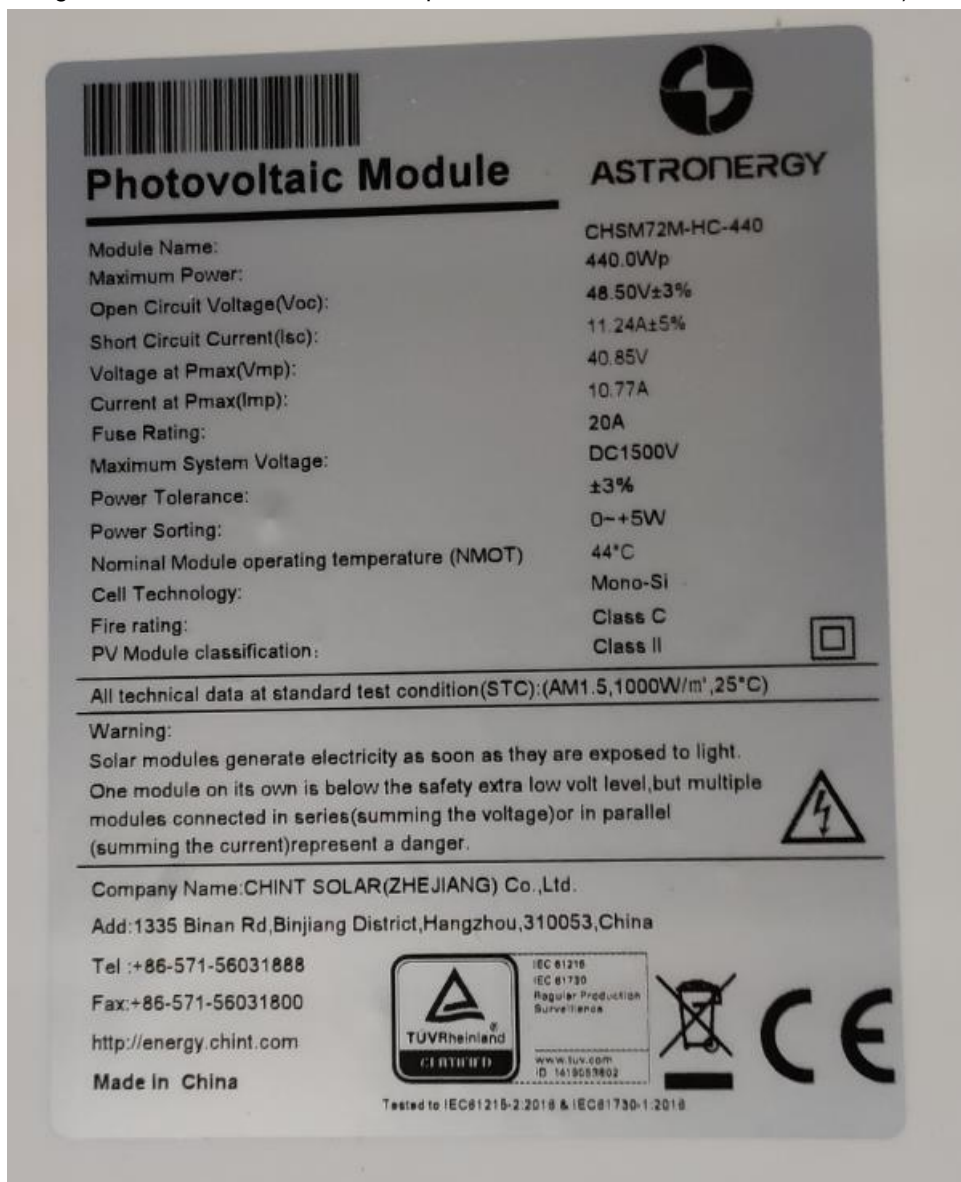 Photovoltaic Module
ASTRONERGY
Module Name: CHSM72M-HC-440
Maximum Power: 440.0Wp
Open Circuit Voltage(Voc): 48.50V±3%
Short Circuit Current(Isc): 11.24A±5%
Voltage at Pmax(Vmp): 40.85V
Current at Pmax(Imp): 10.77A
Fuse Rating: 20A
Maximum System Voltage: DC1500V
Power Tolerance: ±3%
Power Sorting: 0~+5W
Nominal Module operating temperature (NMOT) 44°C
Cell Technology: Mono-Si
Fire rating: Class C
PV Module classification: Class II
All technical data at standard test condition(STC):(AM1.5,1000W/m²,25°C)
Warning:
Solar modules generate electricity as soon as they are exposed to light.
One module on its own is below the safety extra low volt level,but multiple
modules connected in series(summing the voltage)or in parallel
(summing the current)represent a danger.
Company Name:CHINT SOLAR(ZHEJIANG) Co.,Ltd.
Add:1335 Binan Rd,Binjiang District,Hangzhou,310053,China
Tel :+86-571-56031888
Fax:+86-571-56031800
http://energy.chint.com
Made in China
TÜVRheinland
CERTIFIED
IEC 61215
IEC 61730
Regular Production
Surveillance
www.tuv.com
ID
CE
Tested to IEC61215-2:2016 & IEC61730-1:2016